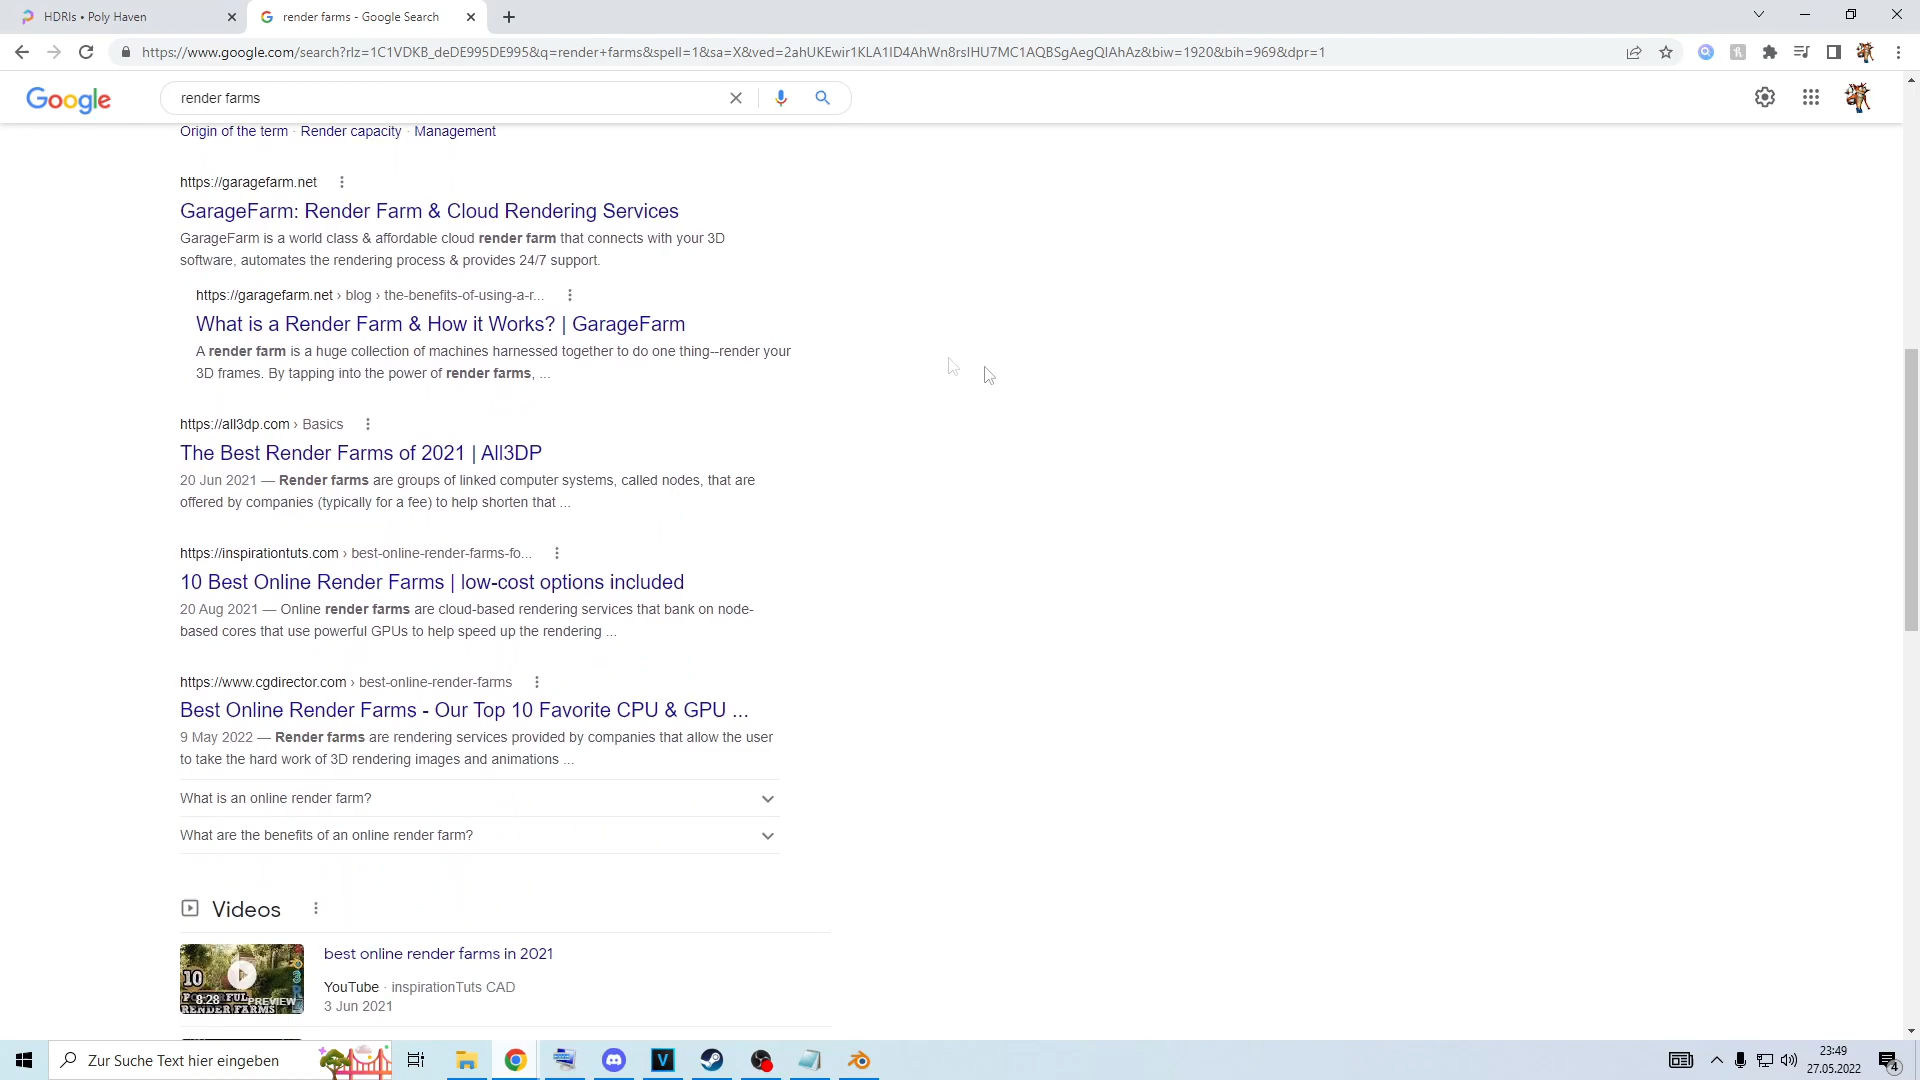 HDRIs • Poly Haven
render farms - Google Search
https://www.google.com/search?rlz=1C1VDKB_deDE995DE995&q=render+farms&spell=1&sa=X&ved=2ahUKEwir1KLA1ID4AhWn8rsIHU7MC1AQBSgAegQIAhAz&biw=1920&bih=969&dpr=1
Google
render farms
Origin of the term · Render capacity · Management
https://garagefarm.net
GarageFarm: Render Farm & Cloud Rendering Services
GarageFarm is a world class & affordable cloud render farm that connects with your 3D
software, automates the rendering process & provides 24/7 support.
https://garagefarm.net › blog › the-benefits-of-using-a-r...
What is a Render Farm & How it Works? | GarageFarm
A render farm is a huge collection of machines harnessed together to do one thing--render your
3D frames. By tapping into the power of render farms, ...
https://all3dp.com › Basics
The Best Render Farms of 2021 | All3DP
20 Jun 2021 — Render farms are groups of linked computer systems, called nodes, that are
offered by companies (typically for a fee) to help shorten that ...
https://inspirationtuts.com › best-online-render-farms-fo...
10 Best Online Render Farms | low-cost options included
20 Aug 2021 — Online render farms are cloud-based rendering services that bank on node-
based cores that use powerful GPUs to help speed up the rendering ...
https://www.cgdirector.com › best-online-render-farms
Best Online Render Farms - Our Top 10 Favorite CPU & GPU ...
9 May 2022 — Render farms are rendering services provided by companies that allow the user
to take the hard work of 3D rendering images and animations ...
What is an online render farm?
What are the benefits of an online render farm?
Videos
10
8:28
PREVIEW
RENDER FARMS
best online render farms in 2021
YouTube · inspirationTuts CAD
3 Jun 2021
Zur Suche Text hier eingeben
23:49
27.05.2022
4